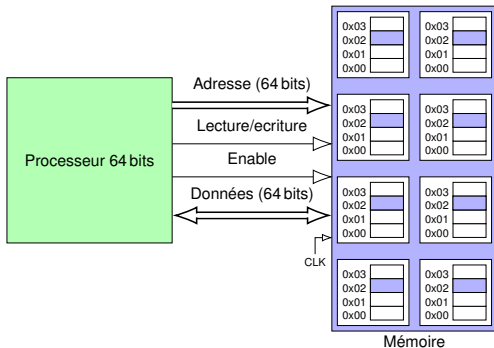 Processeur 64 bits
Adresse (64 bits)
Lecture/ecriture
Enable
Données (64 bits)
CLK
0x03
0x02
0x01
0x00
0x03
0x02
0x01
0x00
0x03
0x02
0x01
0x00
0x03
0x02
0x01
0x00
0x03
0x02
0x01
0x00
0x03
0x02
0x01
0x00
0x03
0x02
0x01
0x00
0x03
0x02
0x01
0x00
Mémoire